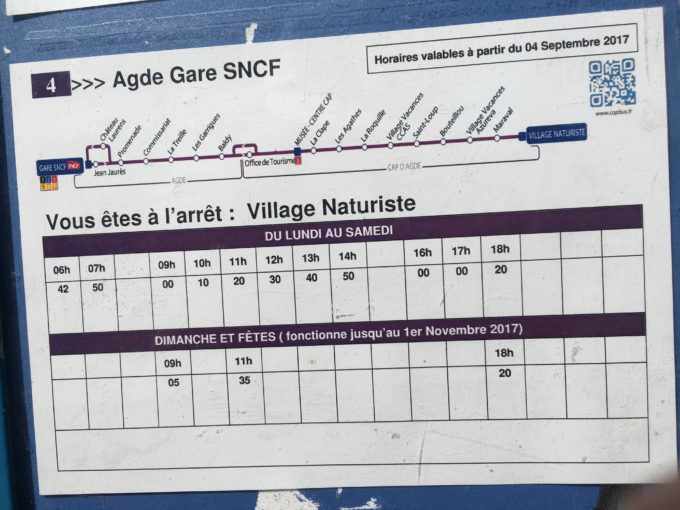 4 >>> Agde Gare SNCF
Horaires valables à partir du 04 Septembre 2017
www.capbus.fr
GARE SNCF SNCF
Château Laurens
Jean Jaurès
Promenade
Commissariat
La Treille
Les Garrigues
Baldy
Office de Tourisme
MUSÉE-CENTRE CAP
La Clape
Les Agathes
La Roquille
Village Vacances CCAS
Saint-Loup
Bouteillou
Village Vacances Azureva
Maraval
VILLAGE NATURISTE
AGDE
CAP D'AGDE
Vous êtes à l'arrêt : Village Naturiste
DU LUNDI AU SAMEDI
06h 07h 09h 10h 11h 12h 13h 14h 16h 17h 18h
42 50 00 10 20 30 40 50 00 00 20
DIMANCHE ET FÊTES ( fonctionne jusqu'au 1er Novembre 2017)
09h 11h 18h
05 35 20